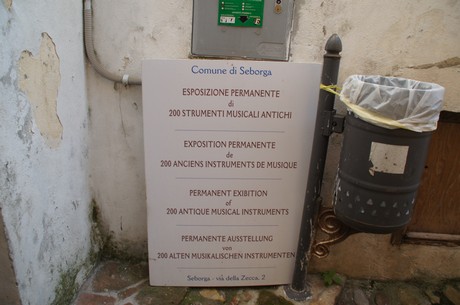 Comune di Seborga
ESPOSIZIONE PERMANENTE
di
200 STRUMENTI MUSICALI ANTICHI
EXPOSITION PERMANENTE
de
200 ANCIENS INSTRUMENTS DE MUSIQUE
PERMANENT EXIBITION
of
200 ANTIQUE MUSICAL INSTRUMENTS
PERMANENTE AUSSTELLUNG
von
200 ALTEN MUSIKALISCHEN INSTRUMENTEN
Seborga - via della Zecca, 2